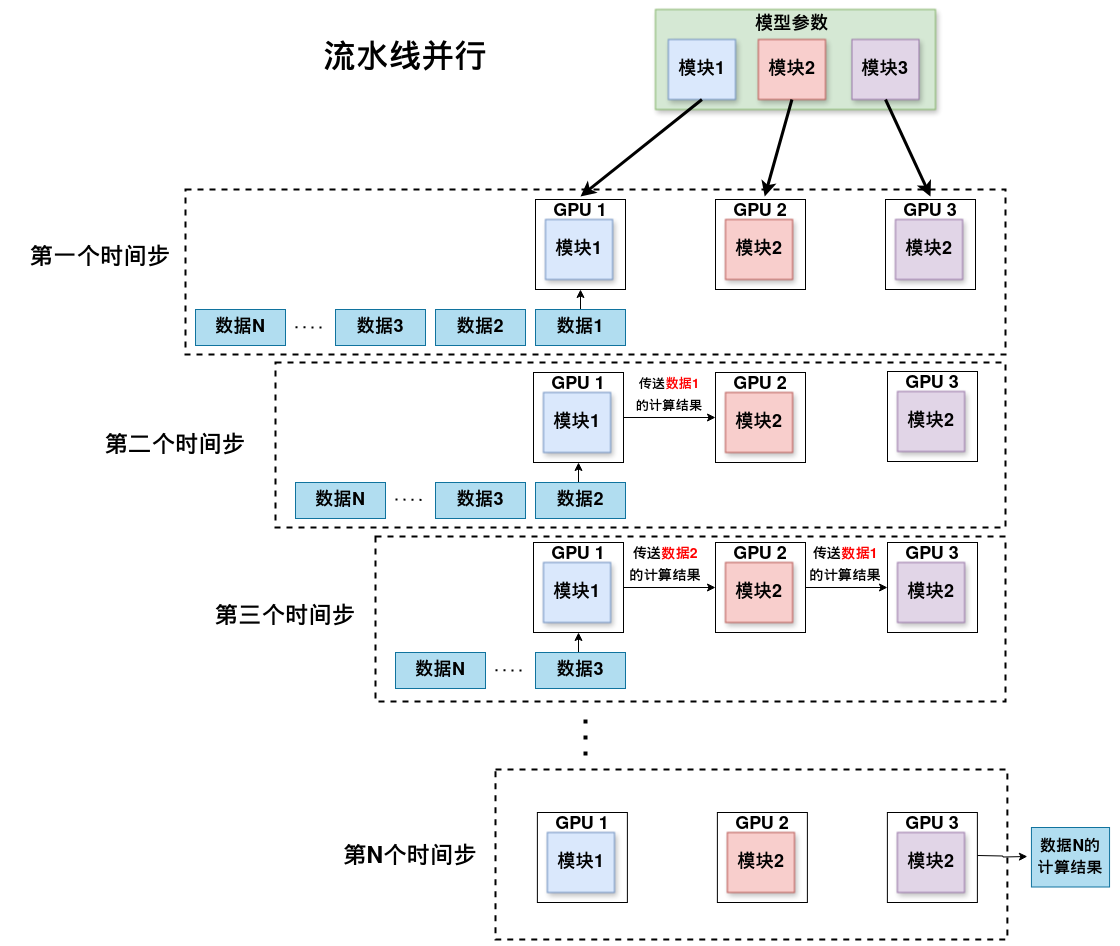 流水线并行
模型参数
模块1
模块2
模块3
第一个时间步
GPU 1
模块1
GPU 2
模块2
GPU 3
模块2
数据N
····
数据3
数据2
数据1
第二个时间步
GPU 1
模块1
传送数据1
的计算结果
GPU 2
模块2
GPU 3
模块2
数据N
····
数据3
数据2
第三个时间步
GPU 1
模块1
传送数据2
的计算结果
GPU 2
模块2
传送数据1
的计算结果
GPU 3
模块2
数据N
····
数据3
第N个时间步
GPU 1
模块1
GPU 2
模块2
GPU 3
模块2
数据N的
计算结果